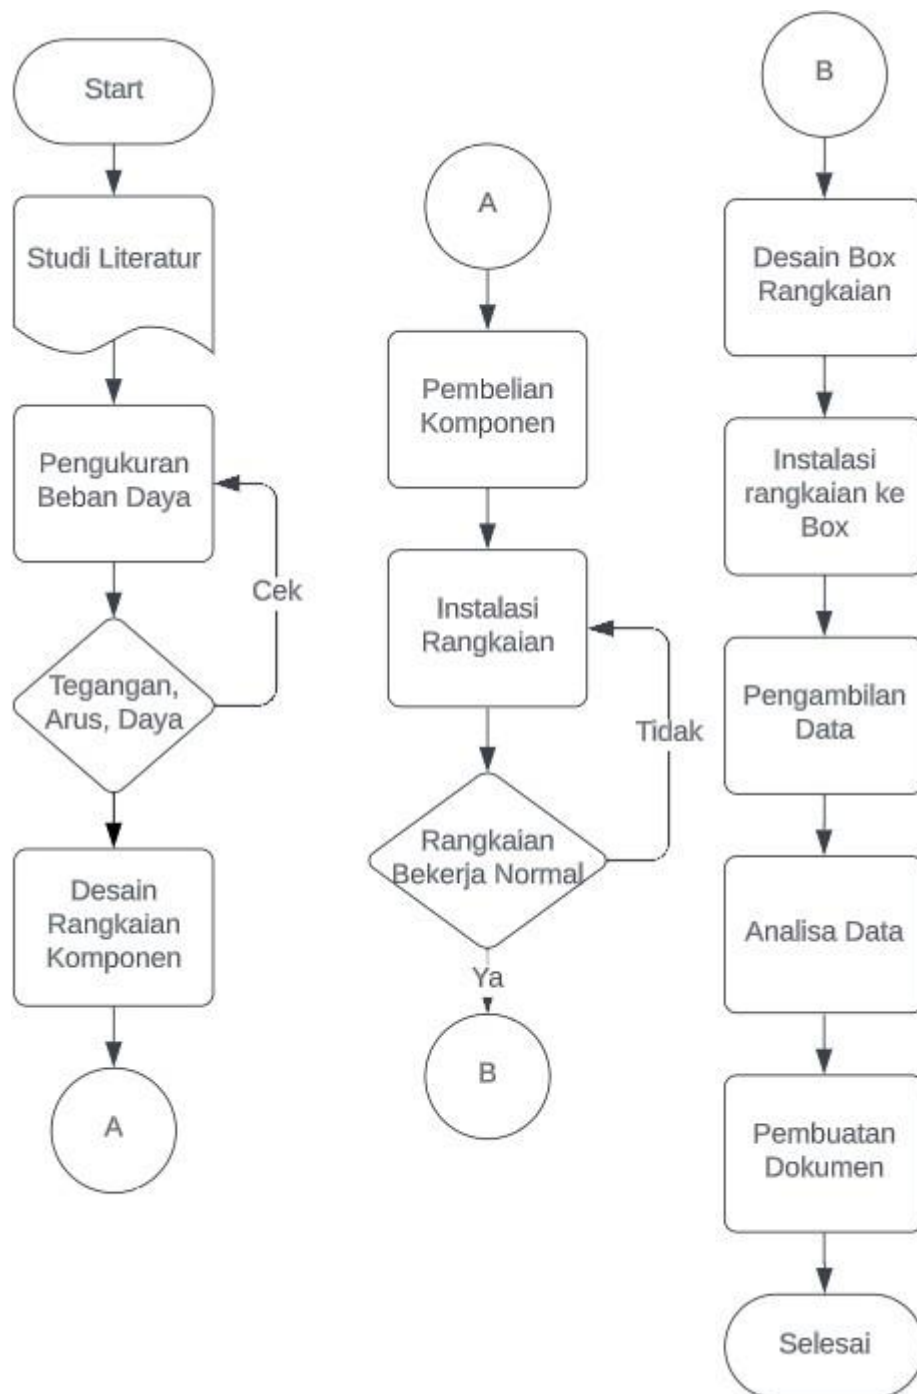 Start
Studi Literatur
Pengukuran
Beban Daya
Cek
Tegangan,
Arus, Daya
Desain
Rangkaian
Komponen
A
A
Pembelian
Komponen
Instalasi
Rangkaian
Tidak
Rangkaian
Bekerja Normal
Ya
B
B
Desain Box
Rangkaian
Instalasi
rangkaian ke
Box
Pengambilan
Data
Analisa Data
Pembuatan
Dokumen
Selesai